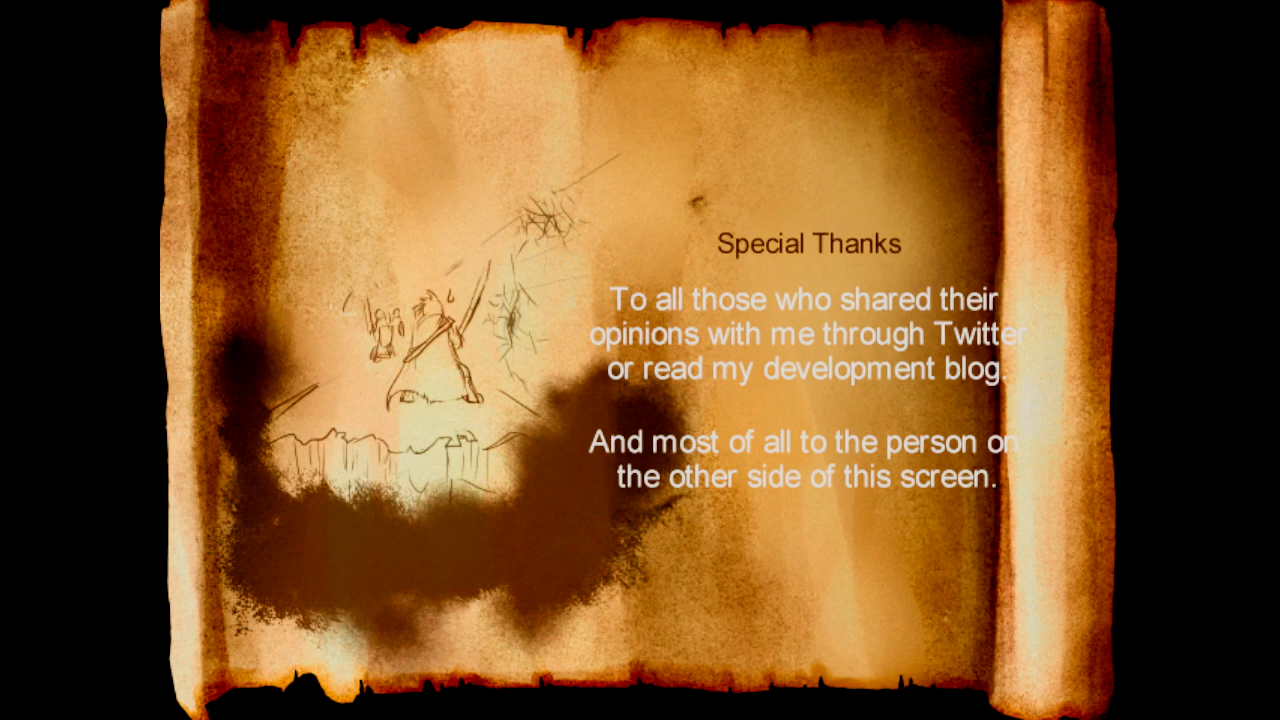 Special Thanks
To all those who shared their
opinions with me through Twitter
or read my development blog.
And most of all to the person on
the other side of this screen.